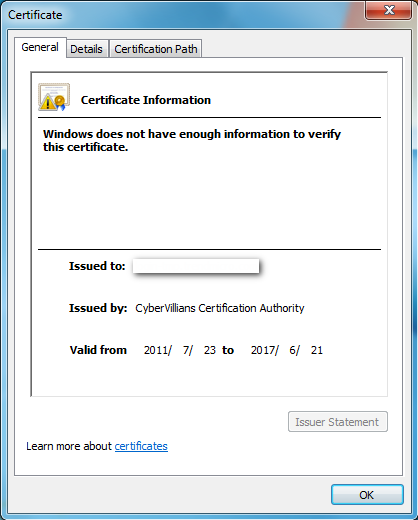 Certificate
General Details Certification Path
Certificate Information
Windows does not have enough information to verify
this certificate.
Issued to:
Issued by: CyberVillians Certification Authority
Valid from 2011/ 7/ 23 to 2017/ 6/ 21
Issuer Statement
Learn more about certificates
OK